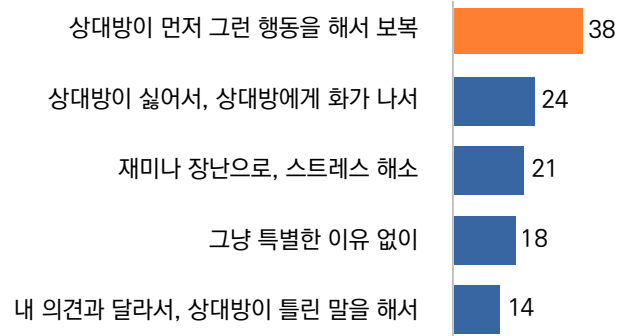 상대방이 먼저 그런 행동을 해서 보복 38
상대방이 싫어서, 상대방에게 화가 나서 24
재미나 장난으로, 스트레스 해소 21
그냥 특별한 이유 없이 18
내 의견과 달라서, 상대방이 틀린 말을 해서 14